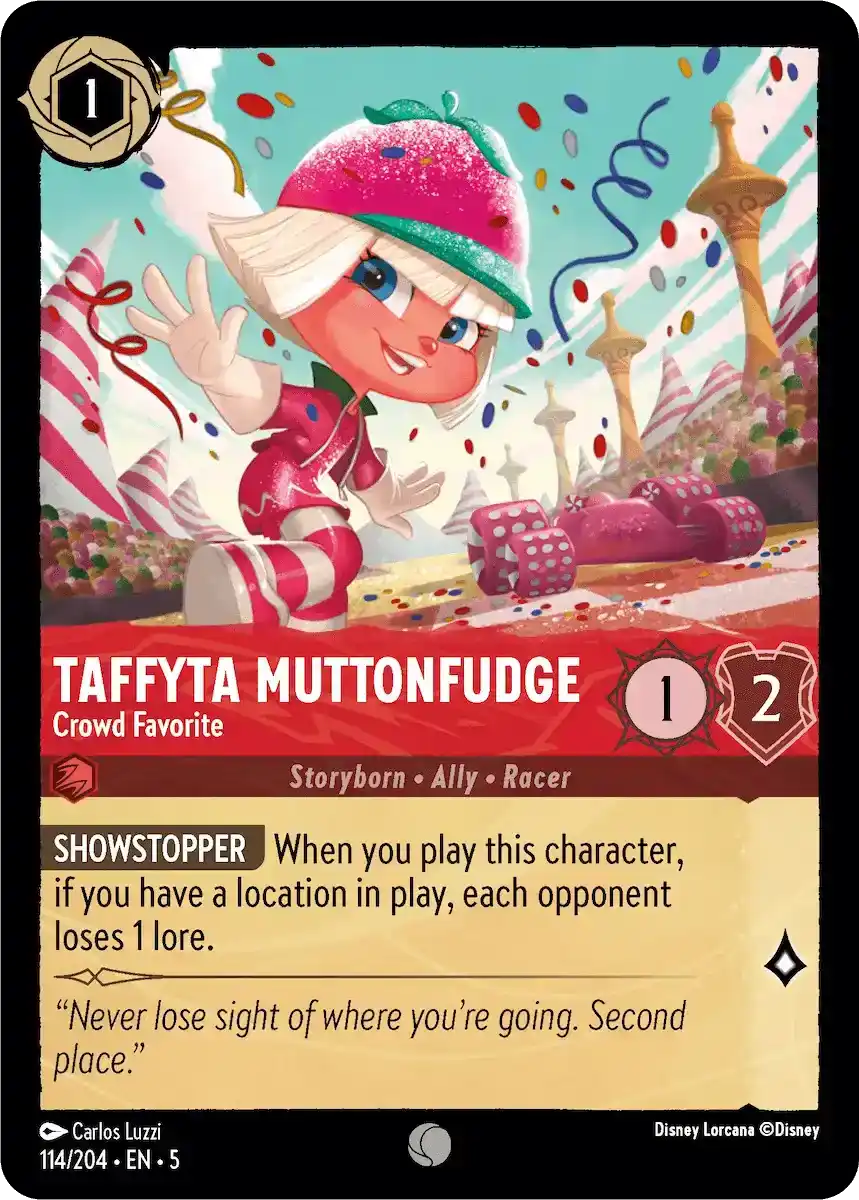 1
TAFFYTA MUTTONFUDGE
Crowd Favorite
1
2
Storyborn • Ally • Racer
SHOWSTOPPER When you play this character,
if you have a location in play, each opponent
loses 1 lore.
“Never lose sight of where you’re going. Second
place.”
Carlos Luzzi
Disney Lorcana ©Disney
114/204 • EN • 5